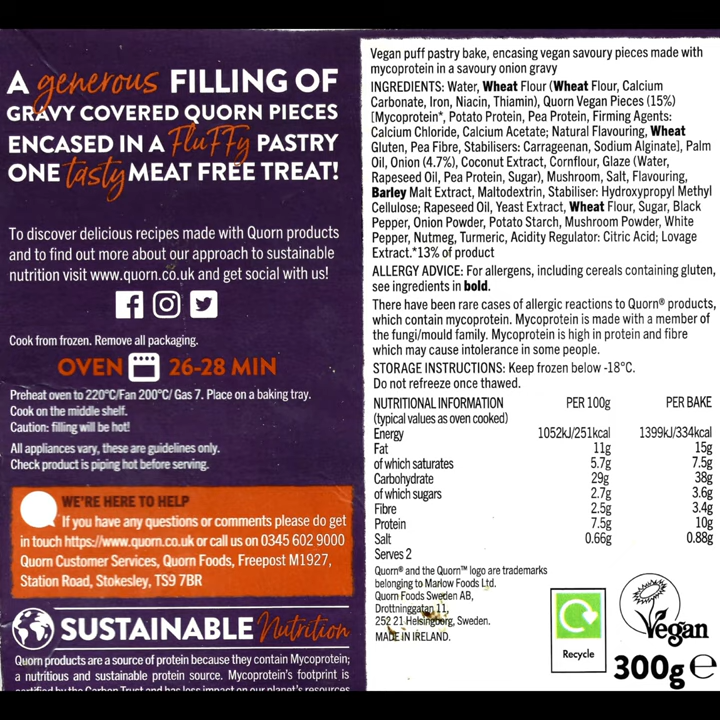 A generous FILLING OF
GRAVY COVERED QUORN PIECES
ENCASED IN A FluFFy PASTRY
ONE tasty MEAT FREE TREAT!
To discover delicious recipes made with Quorn products
and to find out more about our approach to sustainable
nutrition visit www.quorn.co.uk and get social with us!
Cook from frozen. Remove all packaging.
OVEN 26-28 MIN
Preheat oven to 220°C/Fan 200°C/ Gas 7. Place on a baking tray.
Cook on the middle shelf.
Caution: filling will be hot!
All appliances vary, these are guidelines only.
Check product is piping hot before serving.
WE'RE HERE TO HELP
If you have any questions or comments please do get
in touch https://www.quorn.co.uk or call us on 0345 602 9000
Quorn Customer Services, Quorn Foods, Freepost M1927,
Station Road, Stokesley, TS9 7BR
SUSTAINABLE Nutrition
Quorn products are a source of protein because they contain Mycoprotein;
a nutritious and sustainable protein source. Mycoprotein's footprint is
certified by the Carbon Trust and has less impact on our planet's resources
Vegan puff pastry bake, encasing vegan savoury pieces made with
mycoprotein in a savoury onion gravy
INGREDIENTS: Water, Wheat Flour (Wheat Flour, Calcium
Carbonate, Iron, Niacin, Thiamin), Quorn Vegan Pieces (15%)
[Mycoprotein*, Potato Protein, Pea Protein, Firming Agents:
Calcium Chloride, Calcium Acetate; Natural Flavouring, Wheat
Gluten, Pea Fibre, Stabilisers: Carrageenan, Sodium Alginate], Palm
Oil, Onion (4.7%), Coconut Extract, Cornflour, Glaze (Water,
Rapeseed Oil, Pea Protein, Sugar), Mushroom, Salt, Flavouring,
Barley Malt Extract, Maltodextrin, Stabiliser: Hydroxypropyl Methyl
Cellulose; Rapeseed Oil, Yeast Extract, Wheat Flour, Sugar, Black
Pepper, Onion Powder, Potato Starch, Mushroom Powder, White
Pepper, Nutmeg, Turmeric, Acidity Regulator: Citric Acid; Lovage
Extract.*13% of product
ALLERGY ADVICE: For allergens, including cereals containing gluten,
see ingredients in bold.
There have been rare cases of allergic reactions to Quorn® products,
which contain mycoprotein. Mycoprotein is made with a member of
the fungi/mould family. Mycoprotein is high in protein and fibre
which may cause intolerance in some people.
STORAGE INSTRUCTIONS: Keep frozen below -18°C.
Do not refreeze once thawed.
NUTRITIONAL INFORMATION PER 100g PER BAKE
(typical values as oven cooked)
Energy 1052kJ/251kcal 1399kJ/334kcal
Fat 11g 15g
of which saturates 5.7g 7.5g
Carbohydrate 29g 38g
of which sugars 2.7g 3.6g
Fibre 2.5g 3.4g
Protein 7.5g 10g
Salt 0.66g 0.88g
Serves 2
Quorn® and the Quorn™ logo are trademarks
belonging to Marlow Foods Ltd.
Quorn Foods Sweden AB,
Drottninggatan 11,
252 21 Helsingborg, Sweden.
MADE IN IRELAND.
Recycle
Vegan
300g e